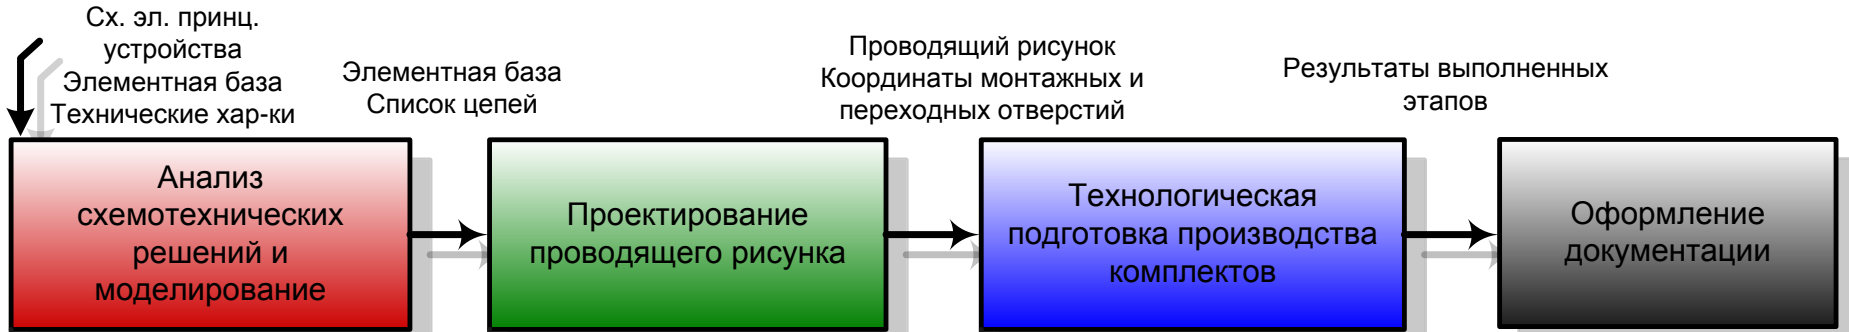 Сх. эл. принц.
устройства
Элементная база
Технические хар-ки
Элементная база
Список цепей
Проводящий рисунок
Координаты монтажных и
переходных отверстий
Результаты выполненных
этапов
Анализ
схемотехнических
решений и
моделирование
Проектирование
проводящего рисунка
Технологическая
подготовка производства
комплектов
Оформление
документации